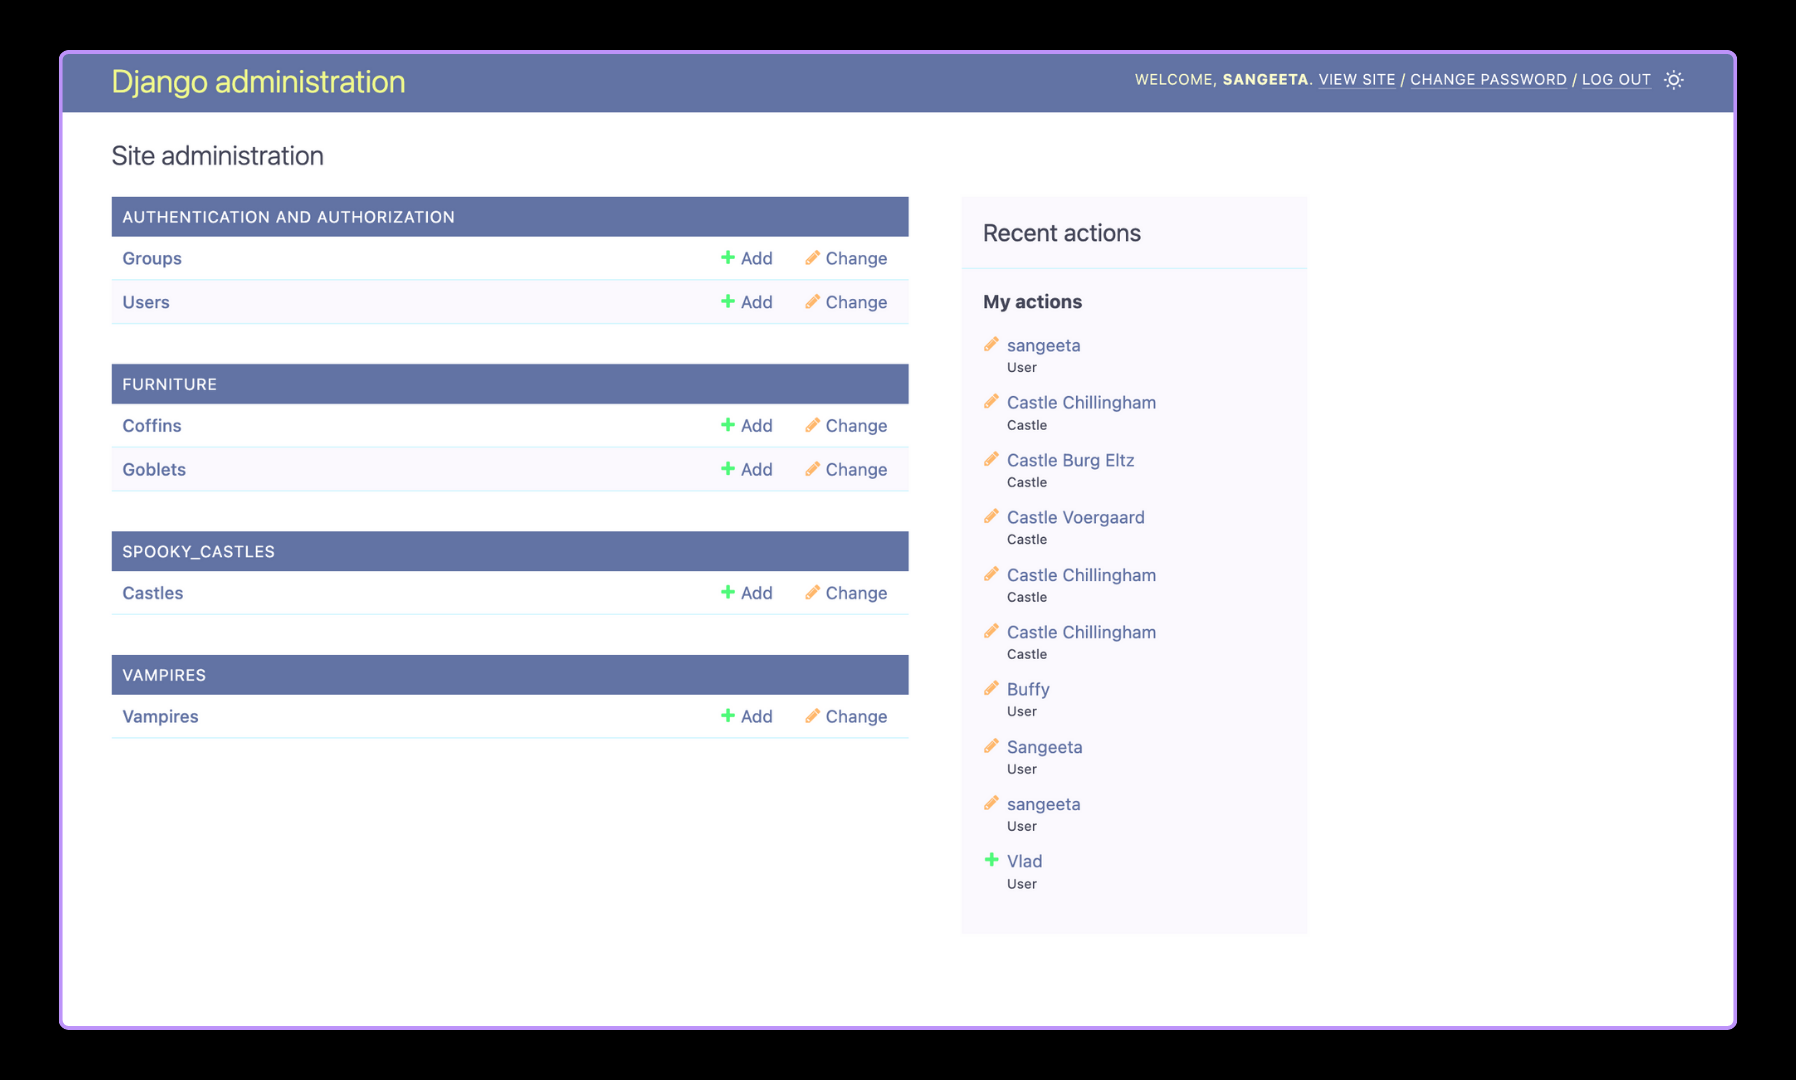 Django administration
WELCOME, SANGEETA. VIEW SITE / CHANGE PASSWORD / LOG OUT
Site administration
AUTHENTICATION AND AUTHORIZATION
Groups Add Change
Users Add Change
FURNITURE
Coffins Add Change
Goblets Add Change
SPOOKY_CASTLES
Castles Add Change
VAMPIRES
Vampires Add Change
Recent actions
My actions
sangeeta
User
Castle Chillingham
Castle
Castle Burg Eltz
Castle
Castle Voergaard
Castle
Castle Chillingham
Castle
Castle Chillingham
Castle
Buffy
User
Sangeeta
User
sangeeta
User
Vlad
User